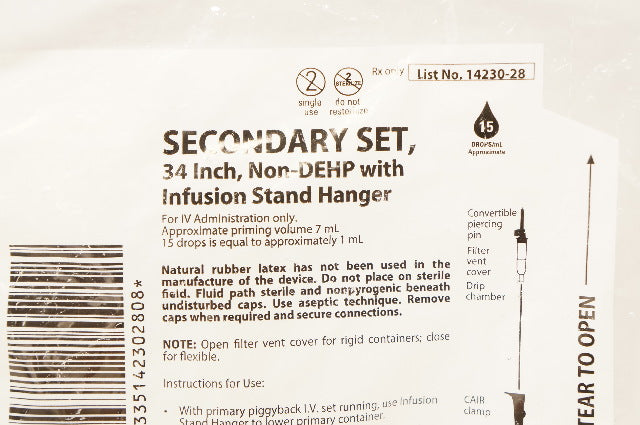 2
2
STERILIZE
Rx only
List No. 14230-28
single
use
do not
resterilize
15
DROPS/mL
Approximate
SECONDARY SET,
34 Inch, Non-DEHP with
Infusion Stand Hanger
For IV Administration only.
Approximate priming volume 7 mL
15 drops is equal to approximately 1 mL
Natural rubber latex has not been used in the
manufacture of the device. Do not place on sterile
field. Fluid path sterile and nonpyrogenic beneath
undisturbed caps. Use aseptic technique. Remove
caps when required and secure connections.
NOTE: Open filter vent cover for rigid containers; close
for flexible.
Instructions for Use:
• With primary piggyback I.V. set running, use Infusion
Stand Hanger to lower primary container.
Convertible
piercing
pin
Filter
vent
cover
Drip
chamber
CAIR
clamp
TEAR TO OPEN
335142302808*